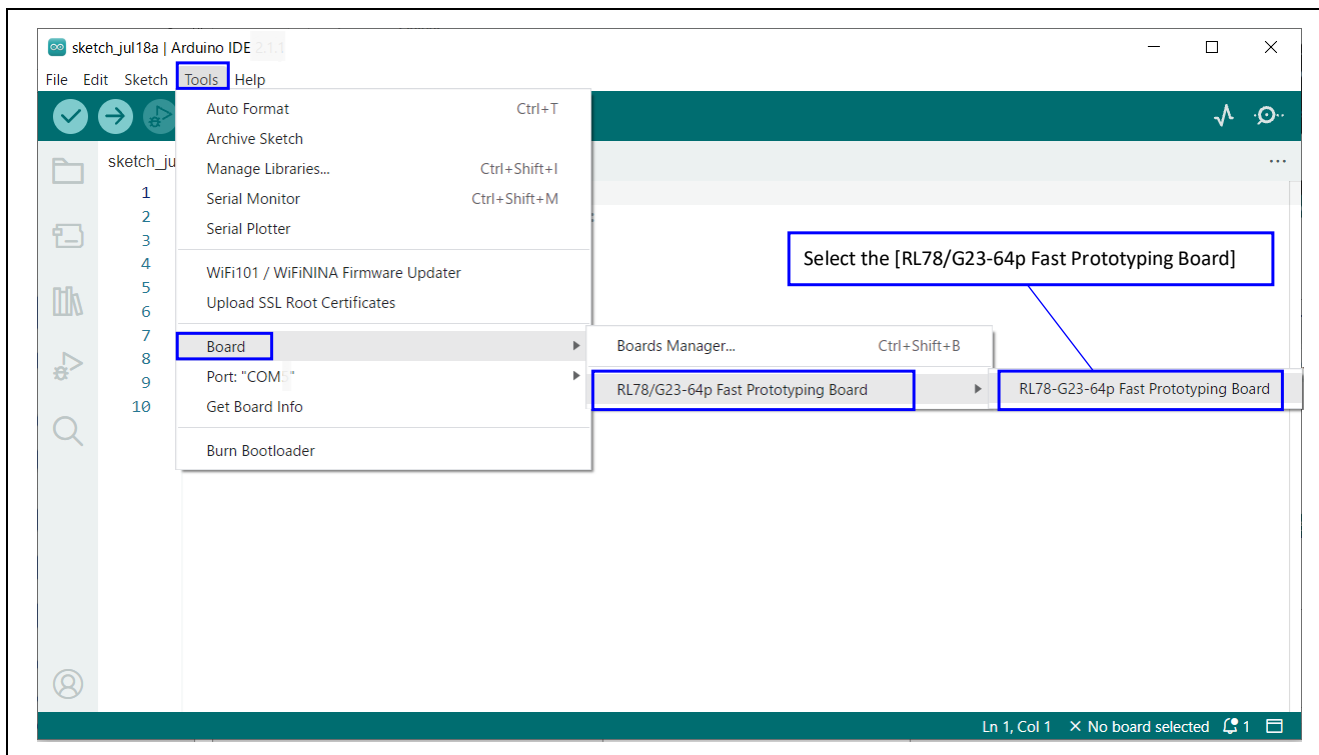 sketch_jul18a | Arduino IDE 2.1.1
File Edit Sketch Tools Help
Auto Format Ctrl+T
Archive Sketch
sketch_ju
Manage Libraries... Ctrl+Shift+I
Serial Monitor Ctrl+Shift+M
Serial Plotter
WiFi101 / WiFiNINA Firmware Updater
Upload SSL Root Certificates
Board
Port: "COM5"
Get Board Info
Burn Bootloader
1
2
3
4
5
6
7
8
9
10
Boards Manager... Ctrl+Shift+B
RL78/G23-64p Fast Prototyping Board
RL78-G23-64p Fast Prototyping Board
Select the [RL78/G23-64p Fast Prototyping Board]
Ln 1, Col 1 × No board selected 1